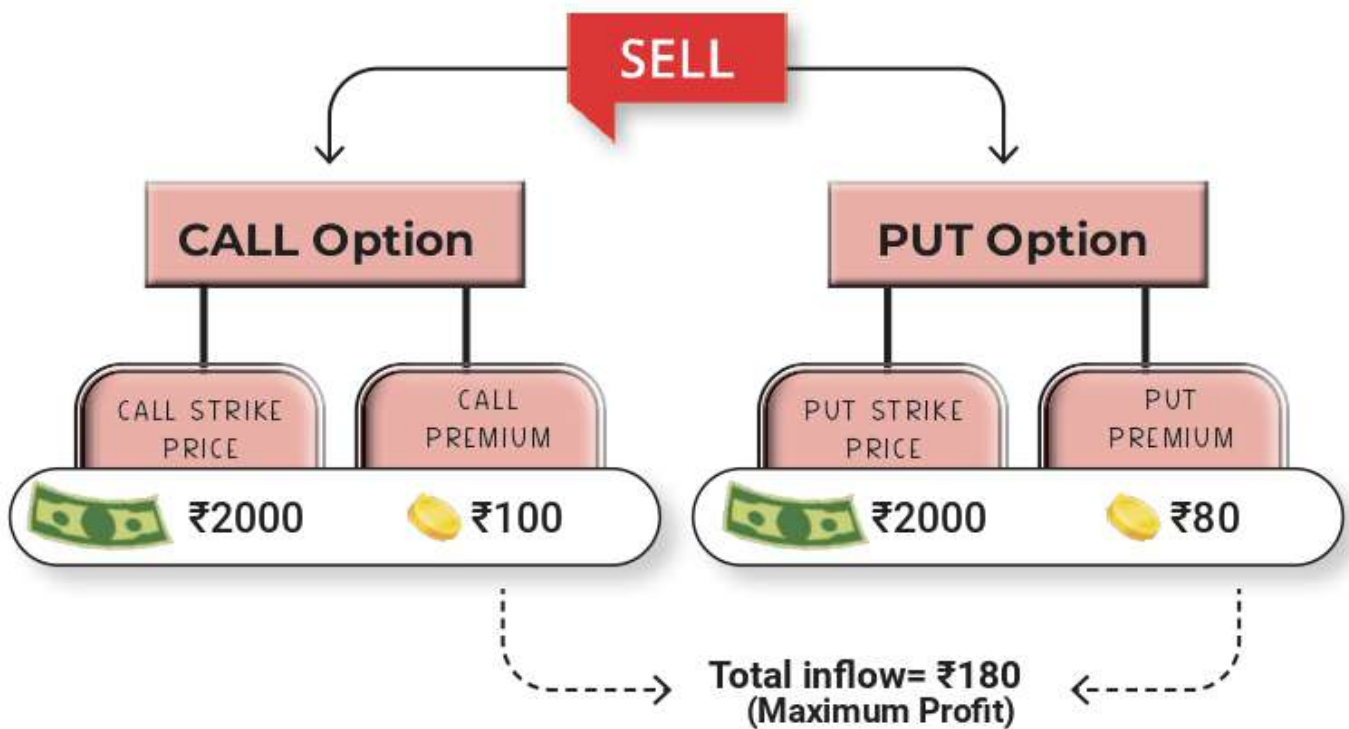 SELL
CALL Option
PUT Option
CALL STRIKE
PRICE
CALL
PREMIUM
PUT STRIKE
PRICE
PUT
PREMIUM
₹2000
₹100
₹2000
₹80
Total inflow= ₹180
(Maximum Profit)